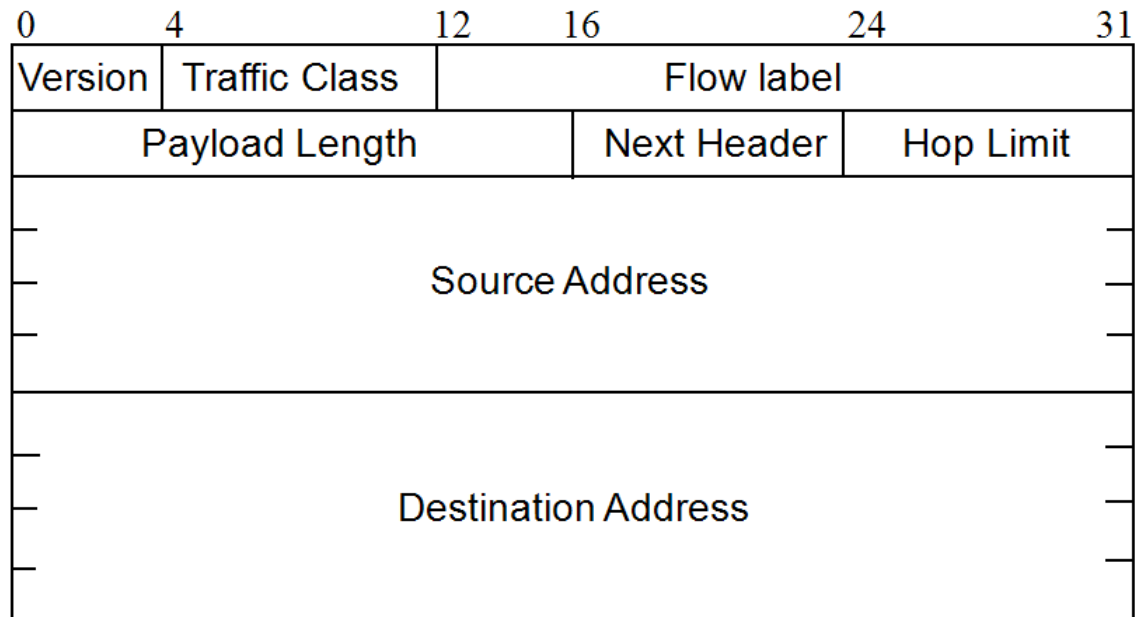 0 4 12 16 24 31
Version Traffic Class Flow label
Payload Length Next Header Hop Limit
Source Address
Destination Address